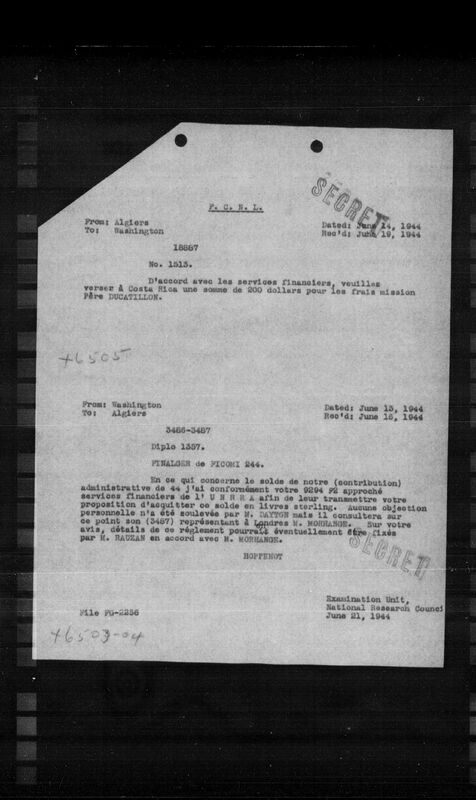 F. C. N. L.
SECRET
From: Algiers
To: Washington
Dated: June 14, 1944
Rec'd: June 19, 1944
18887
No. 1513.
D'accord avec les services financiers, veuillez
verser à Costa Rica une somme de 200 dollars pour les frais mission
Père DUCATILLON.
+6505
From: Washington
To: Algiers
Dated: June 13, 1944
Rec'd: June 16, 1944
3486-3487
Diplo 1357.
FINALGER de FICOMI 244.
En ce qui concerne le solde de notre (contribution)
administrative de 44 j'ai conformément votre 9294 FZ approché
services financiers de l' U N R R A afin de leur transmettre votre
proposition d'acquitter ce solde en livres sterling. Aucune objection
personnelle n'a été soulevée par M. DAYTON mais il consultera sur
ce point son (3487) représentant à Londres M. MORHANGE. Sur votre
avis, détails de ce règlement pourrait éventuellement être fixés
par M. RAUZAN en accord avec M. MORHANGE.
SECRET
HOPPENOT
Examination Unit,
National Research Counci
June 21, 1944
File FG-2256
+6503-04